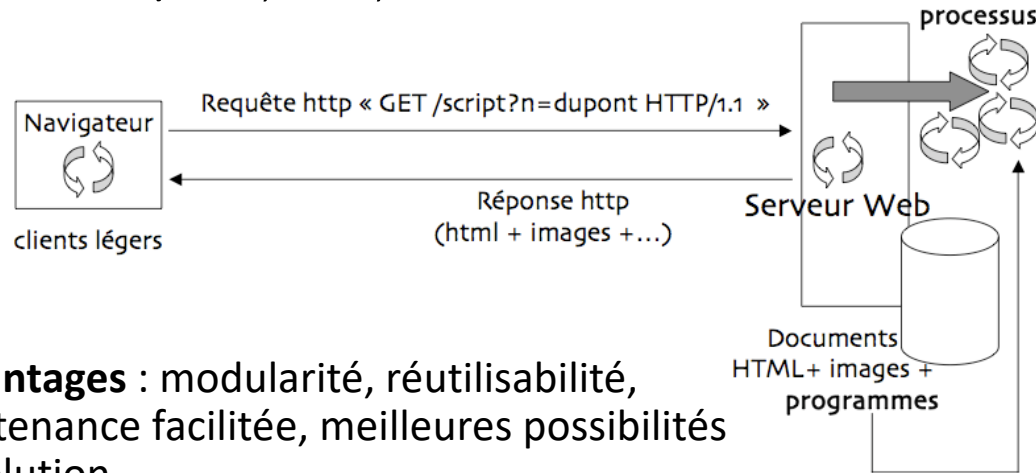 processus
Requête http « GET /script?n=dupont HTTP/1.1 »
Navigateur
Réponse http
(html + images +…)
Serveur Web
clients légers
Documents
HTML+ images +
programmes
ntages : modularité, réutilisabilité,
tenance facilitée, meilleures possibilités